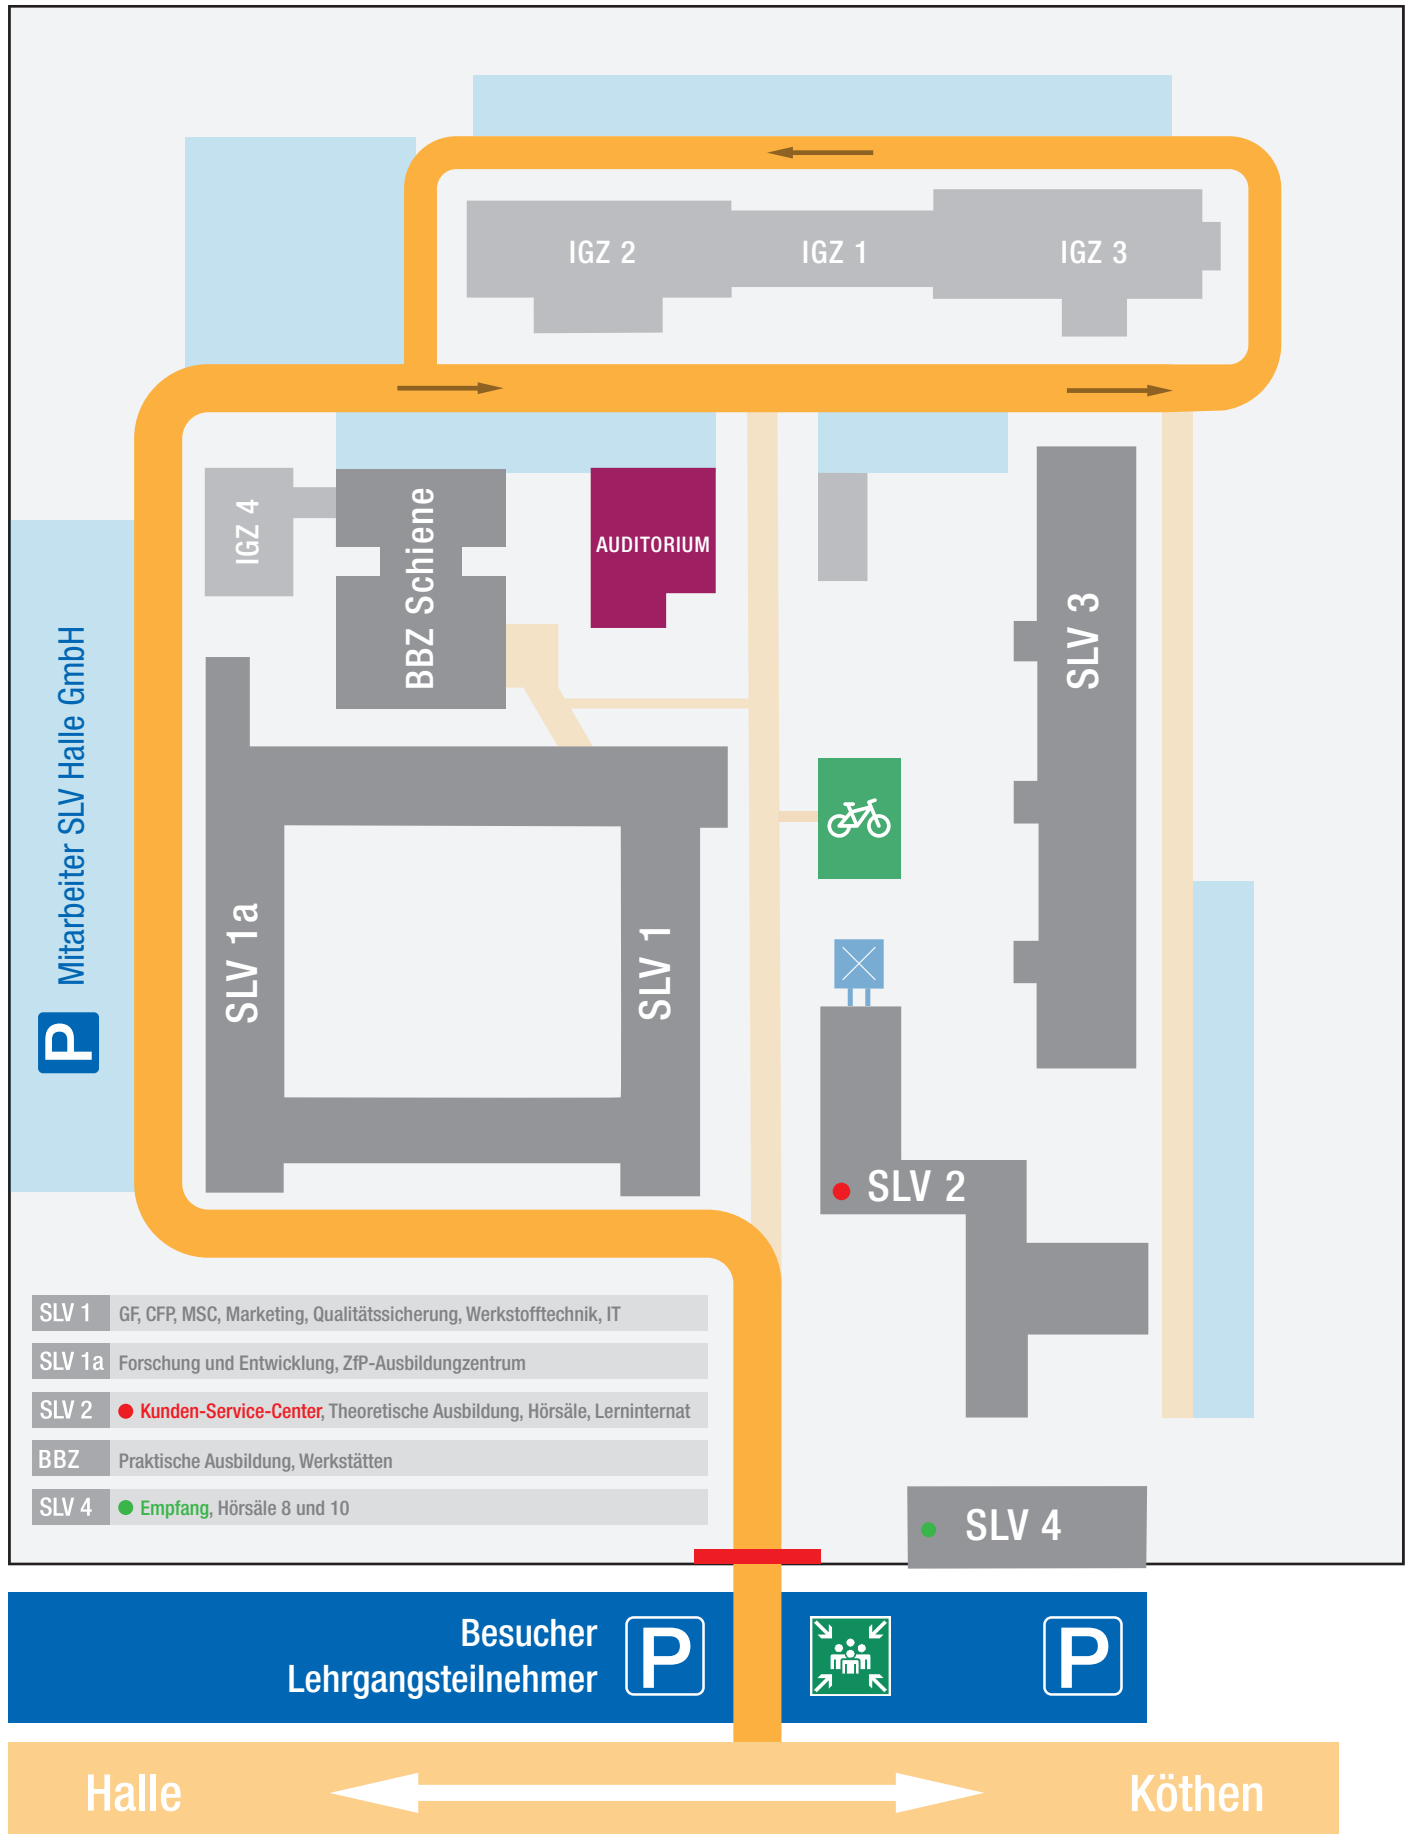 IGZ 2
IGZ 1
IGZ 3
IGZ 4
BBZ Schiene
AUDITORIUM
SLV 3
Mitarbeiter SLV Halle GmbH
P
SLV 1a
SLV 1
SLV 2
SLV 1 GF, CFP, MSC, Marketing, Qualitätssicherung, Werkstofftechnik, IT
SLV 1a Forschung und Entwicklung, ZfP-Ausbildungzentrum
SLV 2 Kunden-Service-Center, Theoretische Ausbildung, Hörsäle, Lerninternat
BBZ Praktische Ausbildung, Werkstätten
SLV 4 Empfang, Hörsäle 8 und 10
SLV 4
Besucher
Lehrgangsteilnehmer
P
P
Halle
Köthen